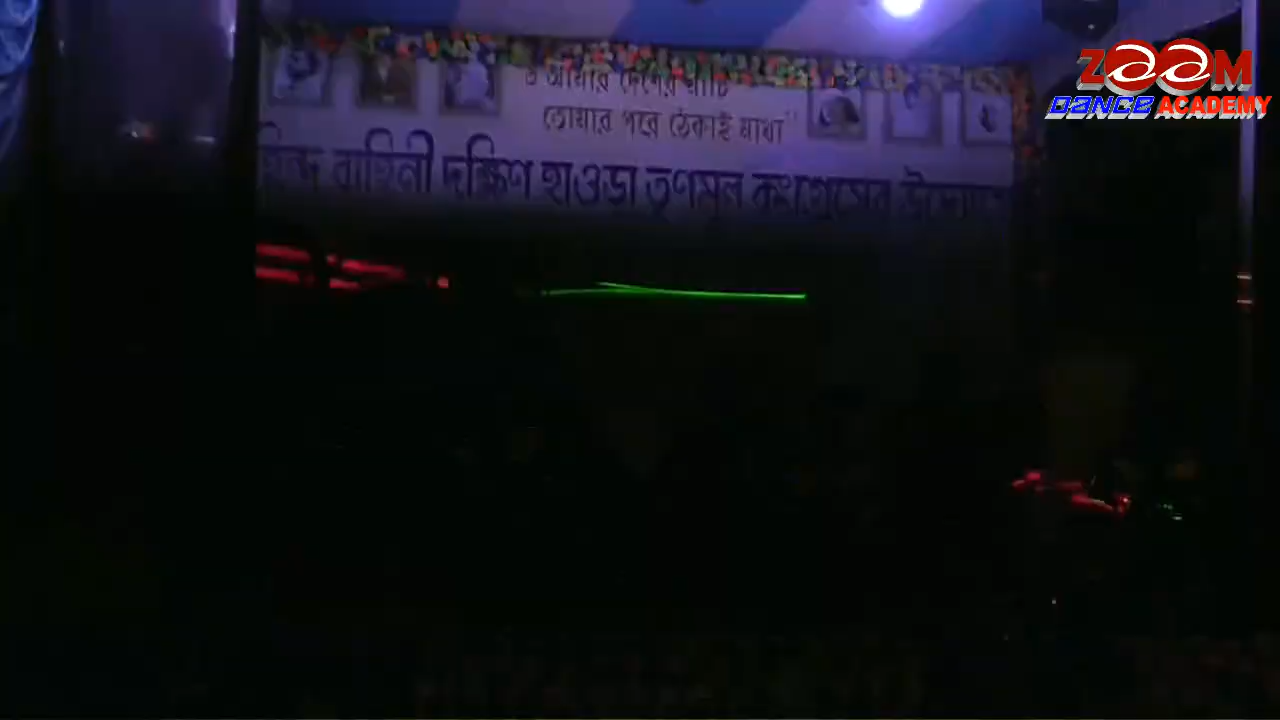 ও আমার দেশের মাটি
তোমার পরে ঠেকাই মাথা"
হিন্দ বাহিনী দক্ষিণ হাওড়া তৃণমূল কংগ্রেসের
ZOOM
DANCE ACADEMY